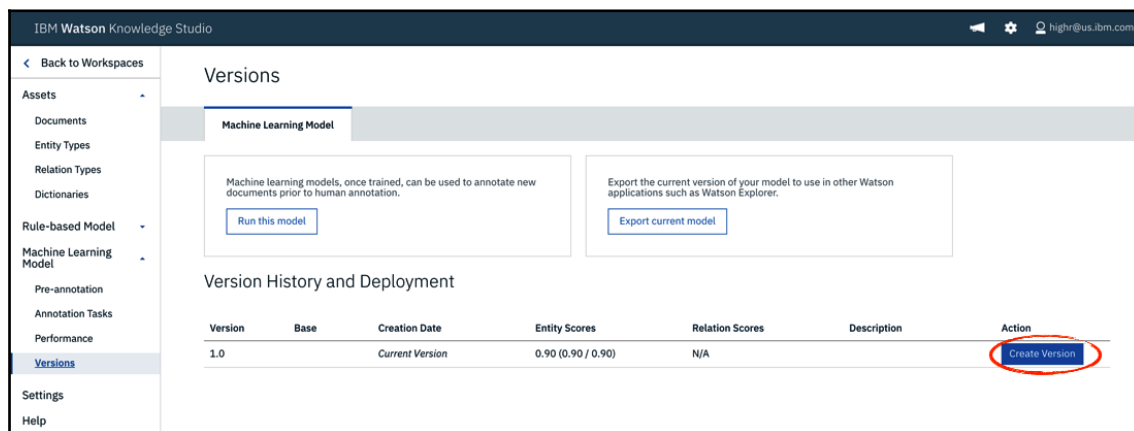 IBM Watson Knowledge Studio
highr@us.ibm.com
Back to Workspaces
Assets
Documents
Entity Types
Relation Types
Dictionaries
Rule-based Model
Machine Learning
Model
Pre-annotation
Annotation Tasks
Performance
Versions
Settings
Help
Versions
Machine Learning Model
Machine learning models, once trained, can be used to annotate new
documents prior to human annotation.
Run this model
Export the current version of your model to use in other Watson
applications such as Watson Explorer.
Export current model
Version History and Deployment
Version Base Creation Date Entity Scores Relation Scores Description Action
1.0 Current Version 0.90 (0.90 / 0.90) N/A Create Version